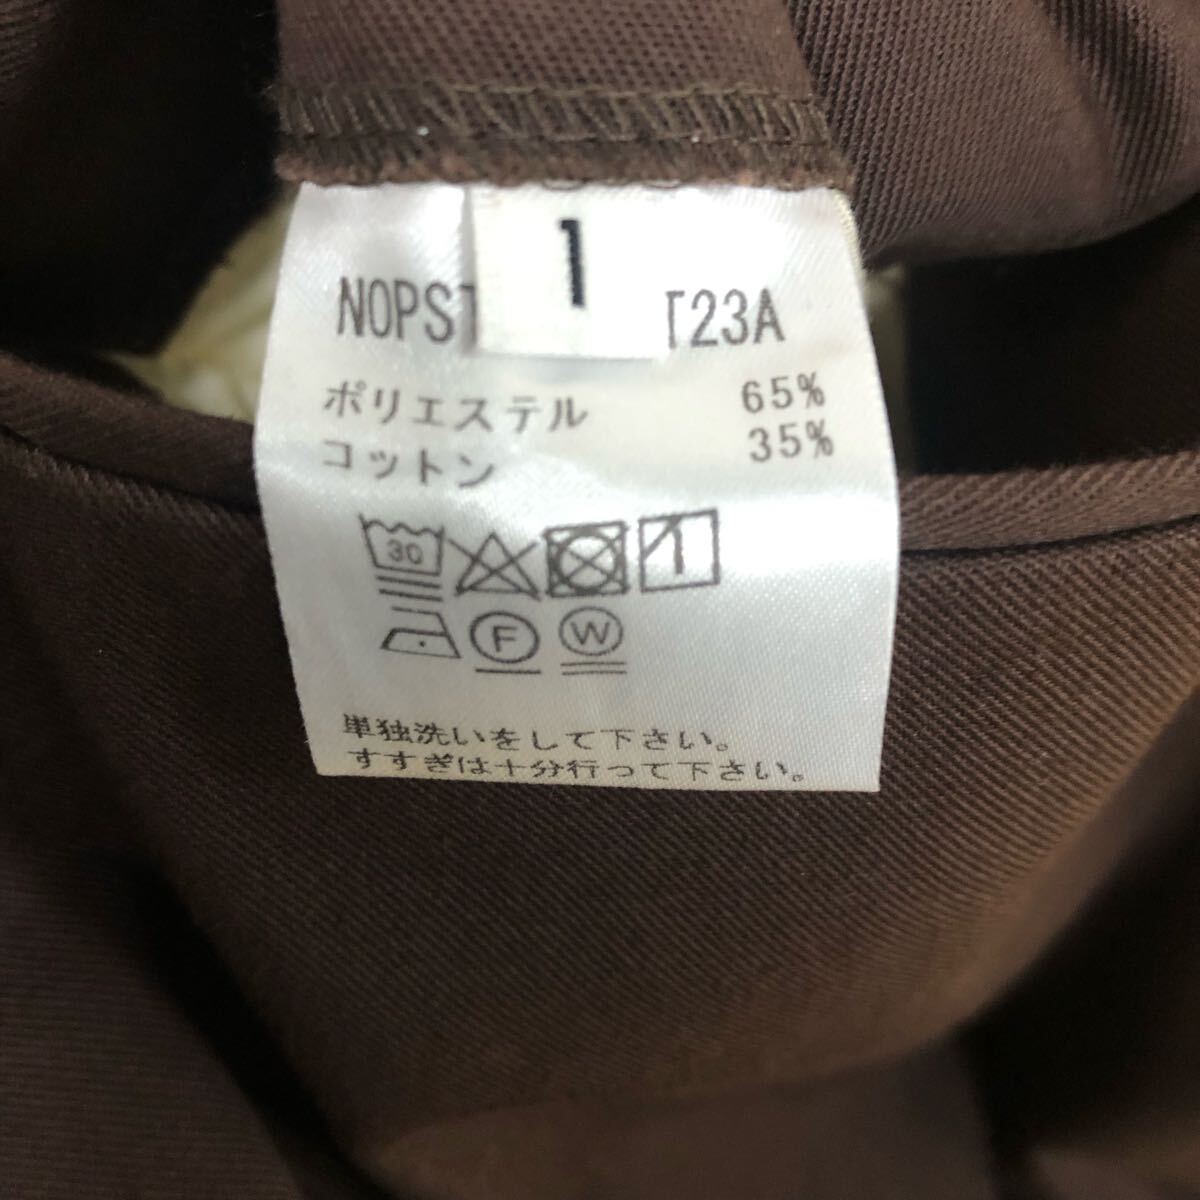 1
NOPST T23A
ポリエステル 65%
コットン 35%
30
F W
単独洗いをして下さい。
すすぎは十分行って下さい。